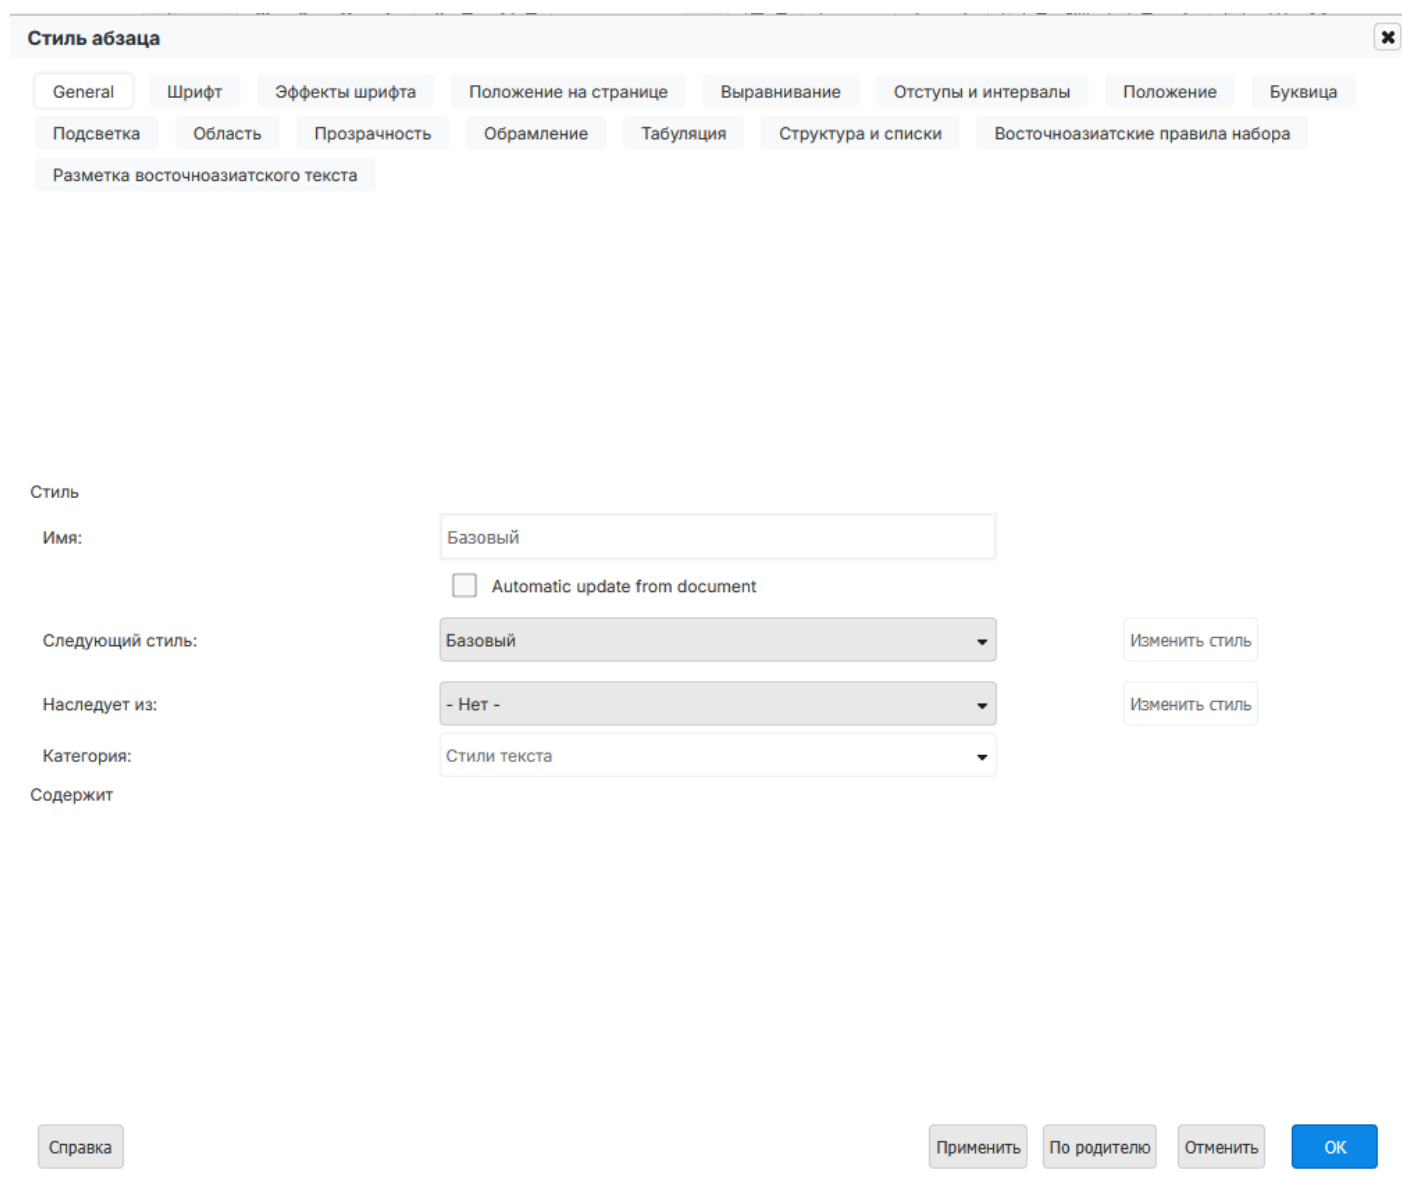 Стиль абзаца
General Шрифт Эффекты шрифта Положение на странице Выравнивание Отступы и интервалы Положение Буквица
Подсветка Область Прозрачность Обрамление Табуляция Структура и списки Восточноазиатские правила набора
Разметка восточноазиатского текста
Стиль
Имя: Базовый
Automatic update from document
Следующий стиль: Базовый Изменить стиль
Наследует из: - Нет - Изменить стиль
Категория: Стили текста
Содержит
Справка Применить По родителю Отменить ОК